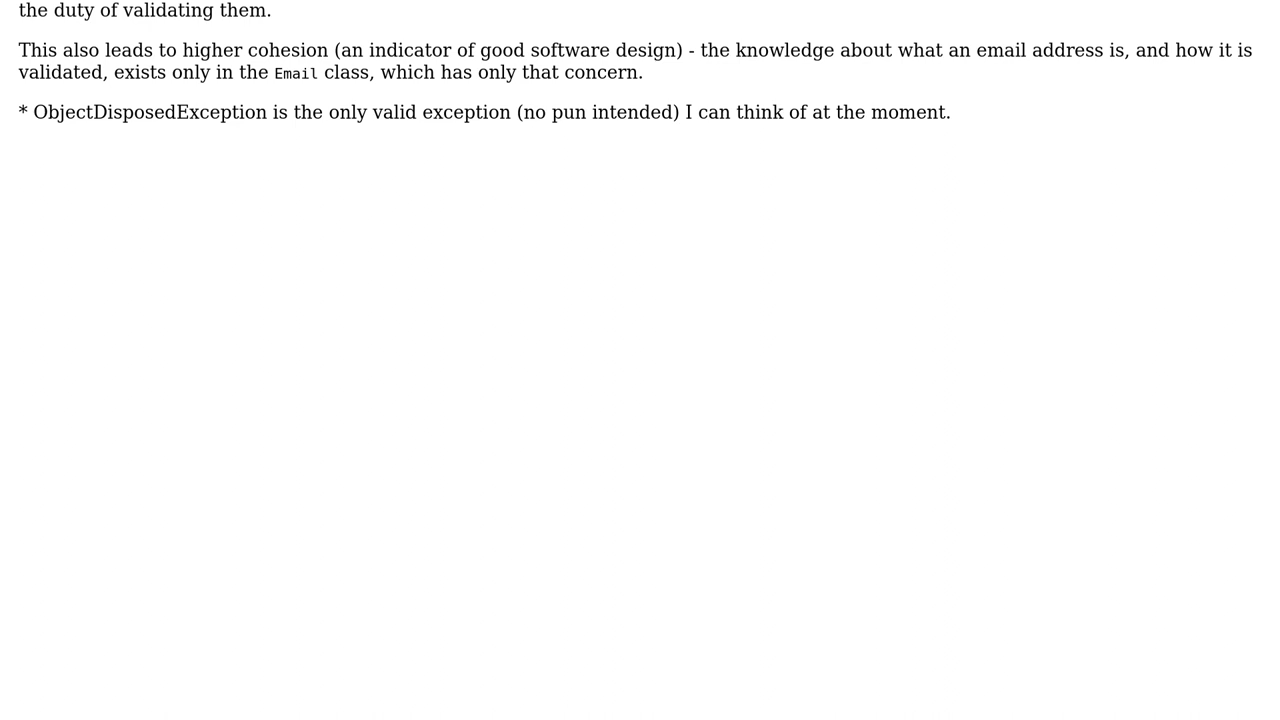 the duty of validating them.
This also leads to higher cohesion (an indicator of good software design) - the knowledge about what an email address is, and how it is
validated, exists only in the Email class, which has only that concern.
* ObjectDisposedException is the only valid exception (no pun intended) I can think of at the moment.